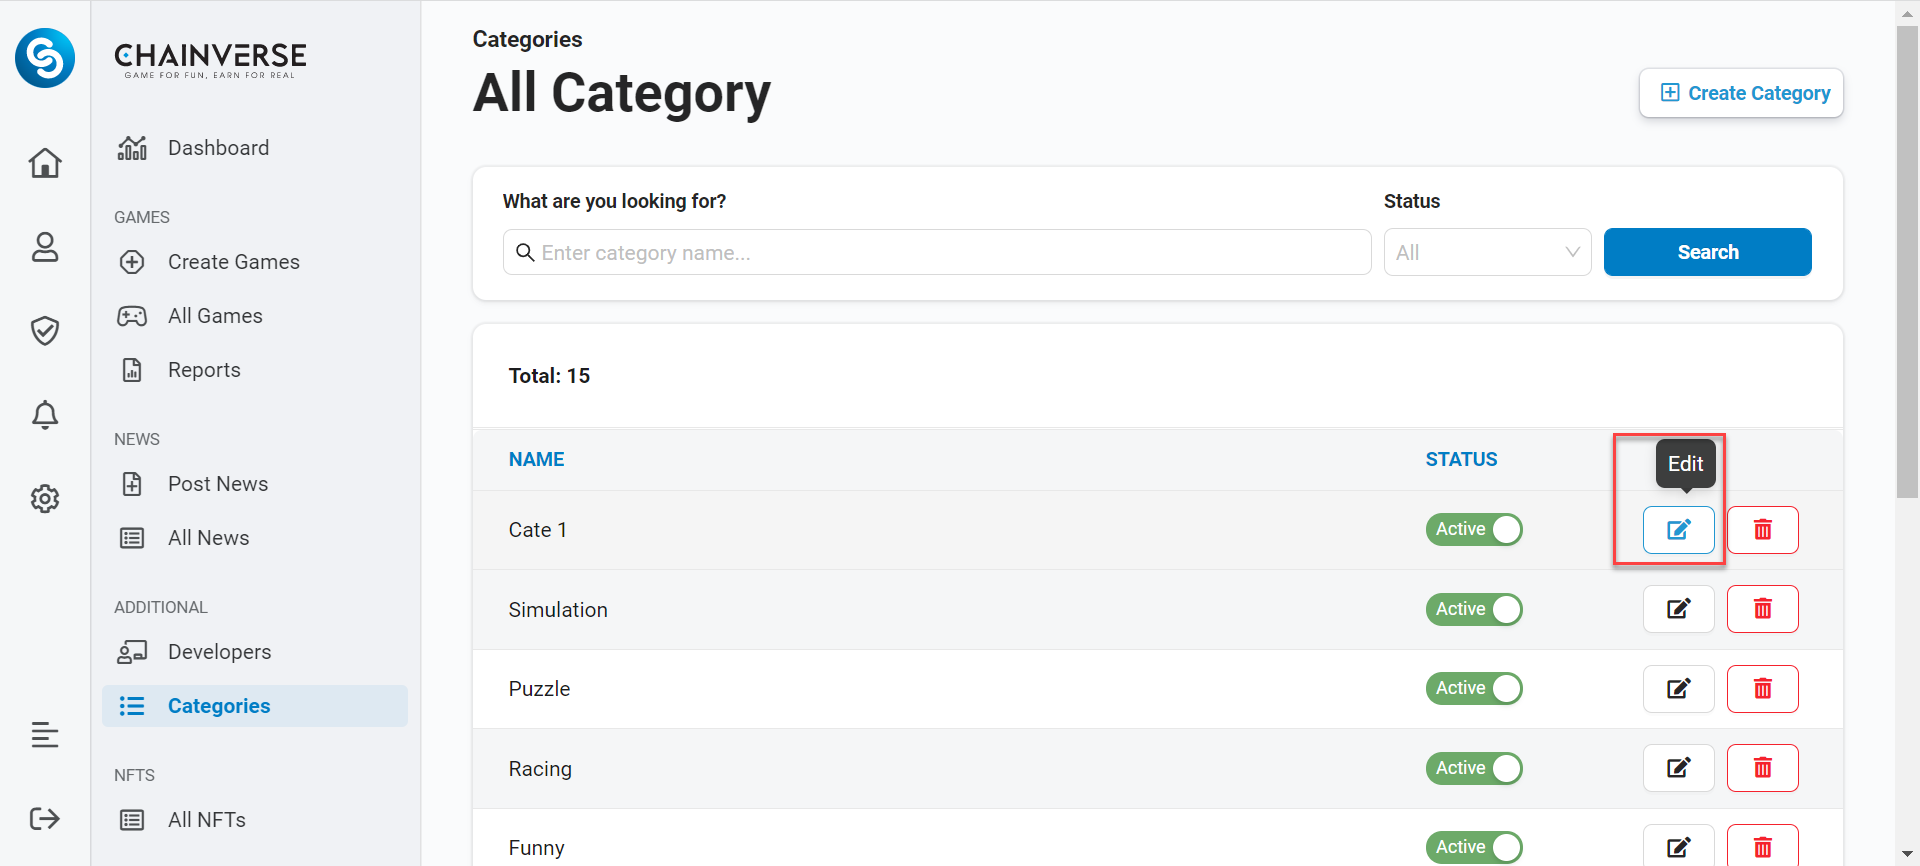 CHAINVERSE
GAME FOR FUN, EARN FOR REAL
Dashboard
GAMES
Create Games
All Games
Reports
NEWS
Post News
All News
ADDITIONAL
Developers
Categories
NFTS
All NFTs
Categories
All Category
Create Category
What are you looking for?
Status
Enter category name...
All
Search
Total: 15
NAME
STATUS
Edit
Cate 1
Active
Simulation
Active
Puzzle
Active
Racing
Active
Funny
Active